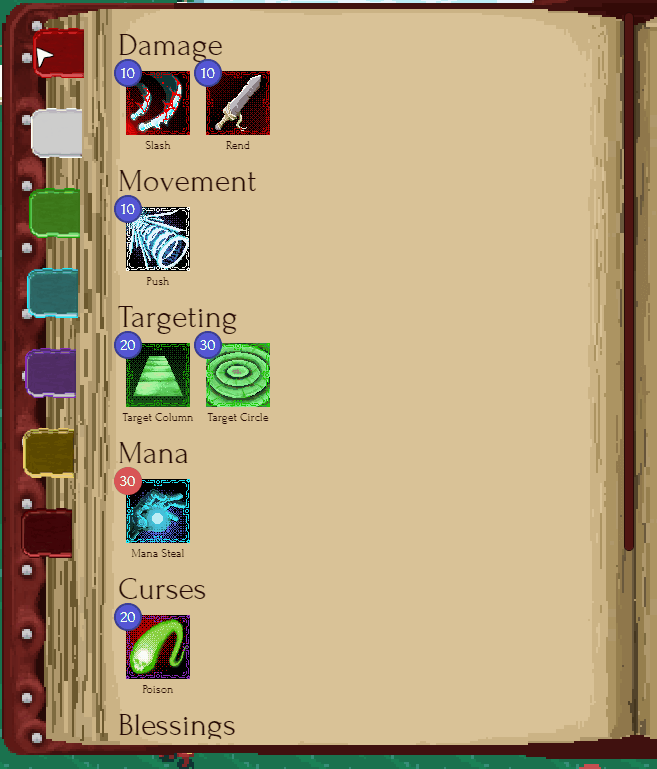 Damage
10 10
Slash Rend
Movement
10
Push
Targeting
20 30
Target Column Target Circle
Mana
30
Mana Steal
Curses
20
Poison
Blessings